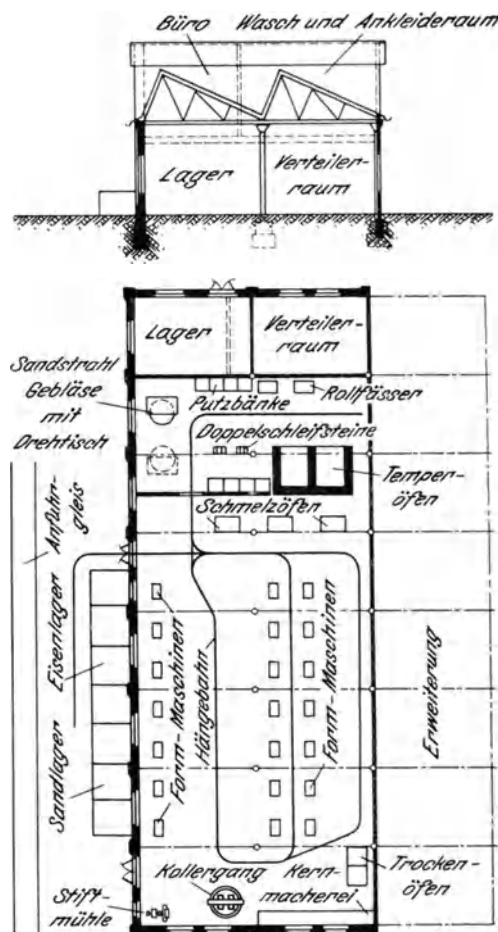 Büro
Wasch und Ankleideraum
Lager
Verteiler-
raum
Lager
Verteiler-
raum
Sandstrahl
Gebläse
mit
Drehtisch
Putzbänke
Rollfässer
Doppelschleifsteine
Temper-
öfen
Schmelzöfen
Anfuhr-
gleis
Eisenlager
Sandlager
Form-Maschinen
Hängebahn
Form-Maschinen
Erweiterung
Kollergang
Kern-
macherei
Trocken-
öfen
Stift-
mühle